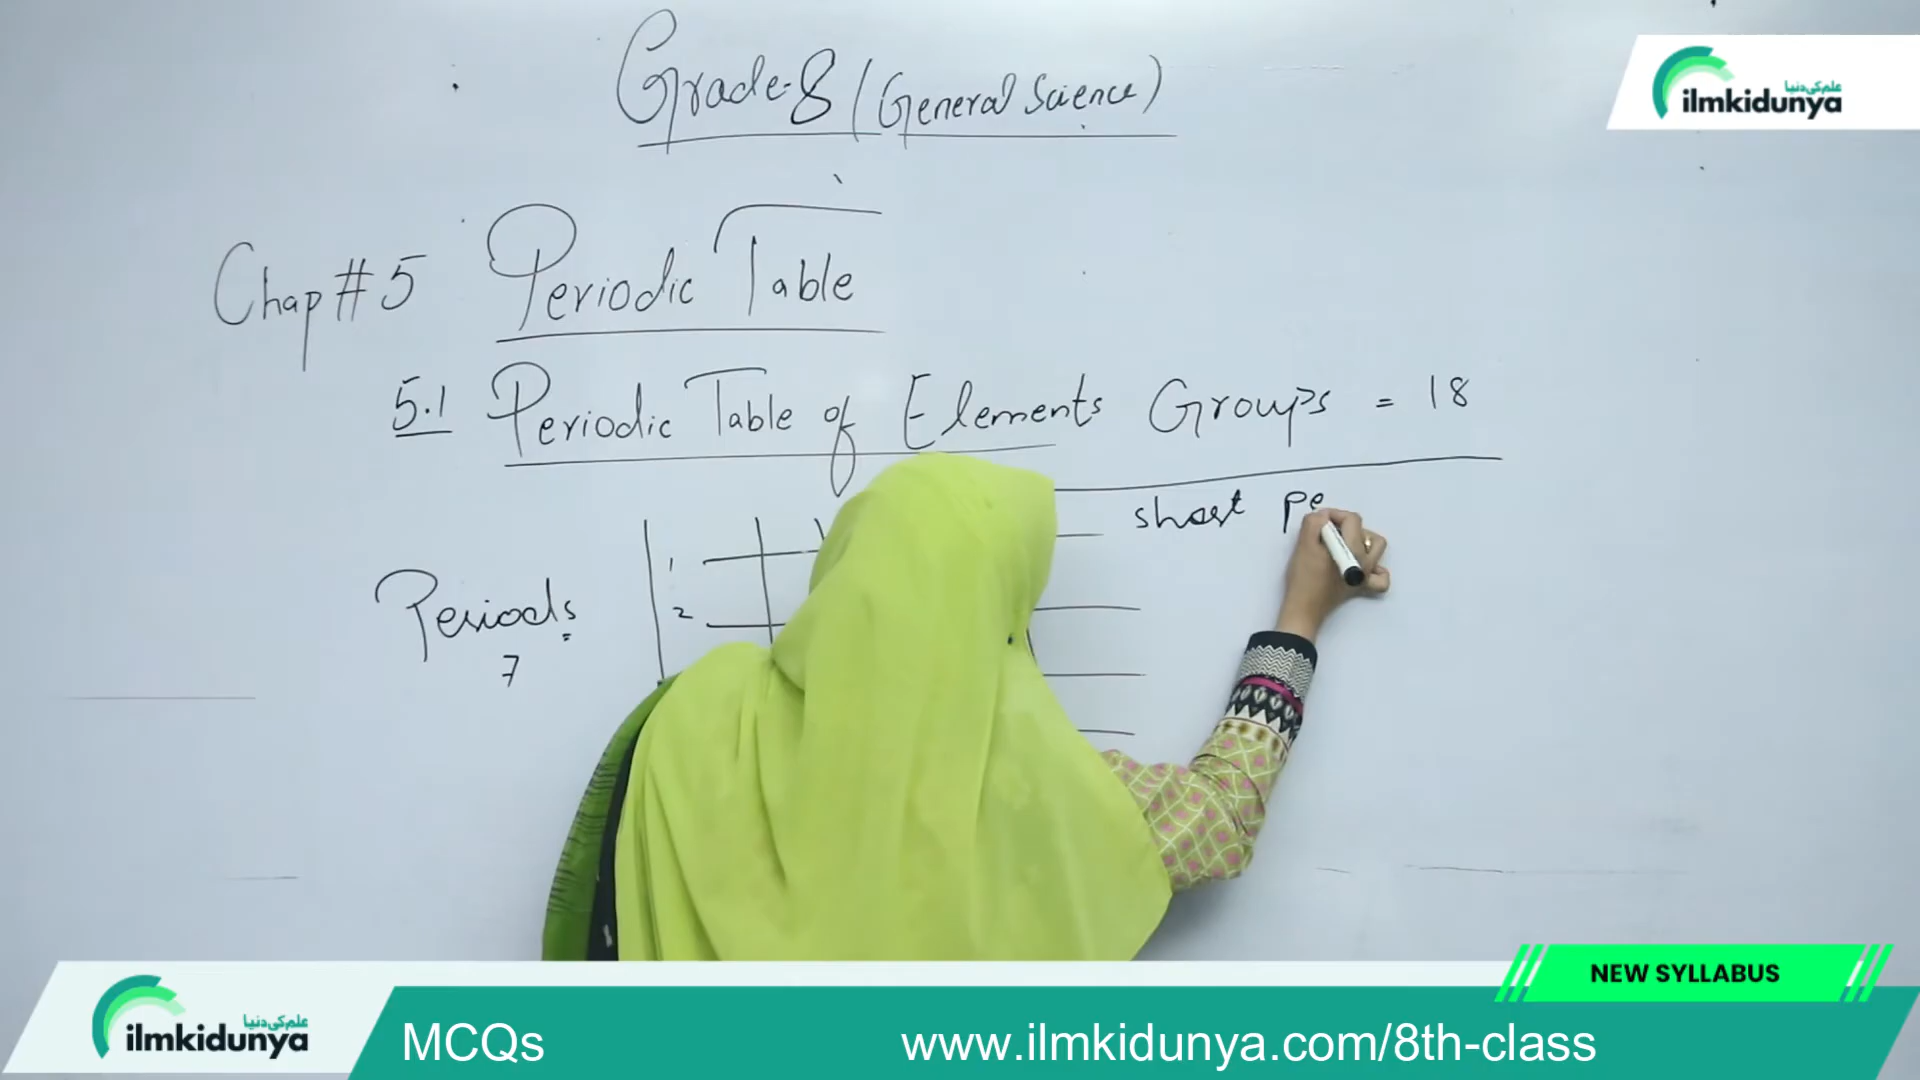 Grade-8 (General Science)
علم کی دنیا
ilmkidunya
Chap#5 Periodic Table
5.1 Periodic Table of Elements Groups = 18
short pe
1
Periods =
2
7
NEW SYLLABUS
علم کی دنیا
ilmkidunya
MCQs
www.ilmkidunya.com/8th-class